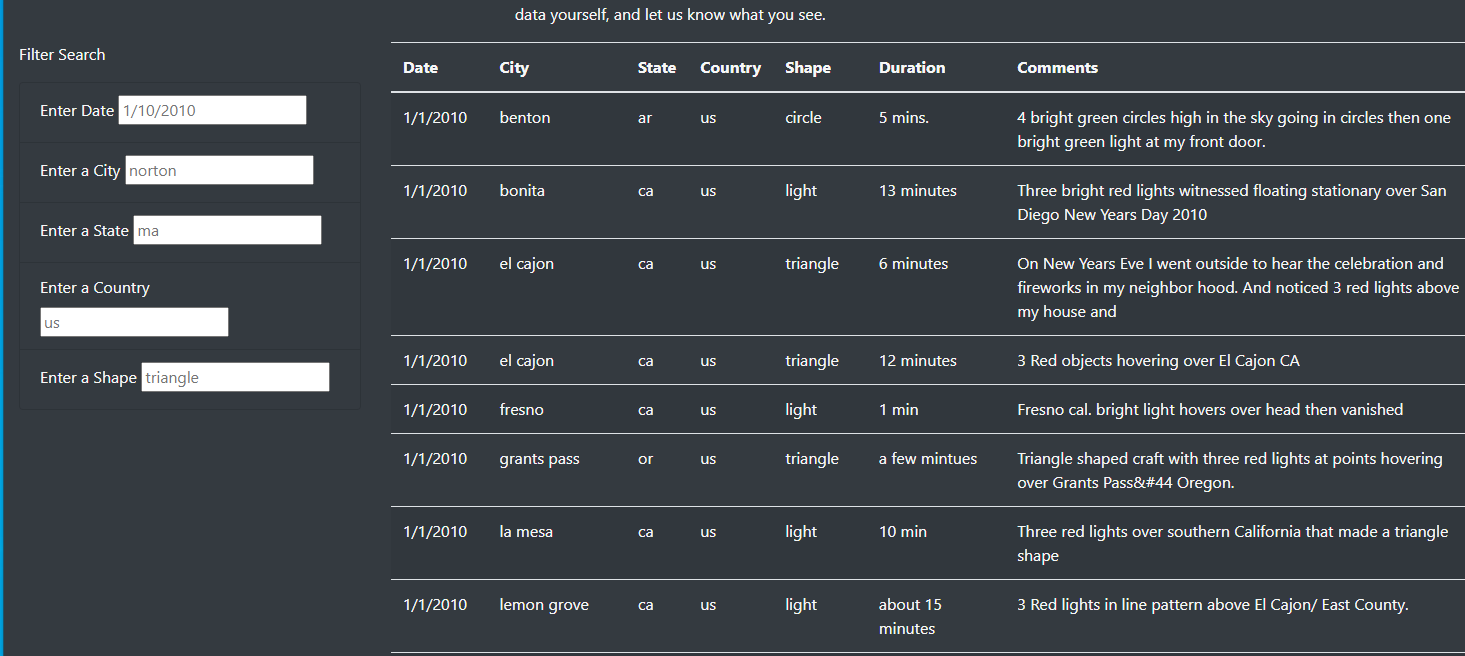 data yourself, and let us know what you see.
Filter Search
Enter Date 1/10/2010
Enter a City norton
Enter a State ma
Enter a Country
us
Enter a Shape triangle
Date City State Country Shape Duration Comments
1/1/2010 benton ar us circle 5 mins. 4 bright green circles high in the sky going in circles then one
bright green light at my front door.
1/1/2010 bonita ca us light 13 minutes Three bright red lights witnessed floating stationary over San
Diego New Years Day 2010
1/1/2010 el cajon ca us triangle 6 minutes On New Years Eve I went outside to hear the celebration and
fireworks in my neighbor hood. And noticed 3 red lights above
my house and
1/1/2010 el cajon ca us triangle 12 minutes 3 Red objects hovering over El Cajon CA
1/1/2010 fresno ca us light 1 min Fresno cal. bright light hovers over head then vanished
1/1/2010 grants pass or us triangle a few mintues Triangle shaped craft with three red lights at points hovering
over Grants Pass&#44 Oregon.
1/1/2010 la mesa ca us light 10 min Three red lights over southern California that made a triangle
shape
1/1/2010 lemon grove ca us light about 15 3 Red lights in line pattern above El Cajon/ East County.
minutes